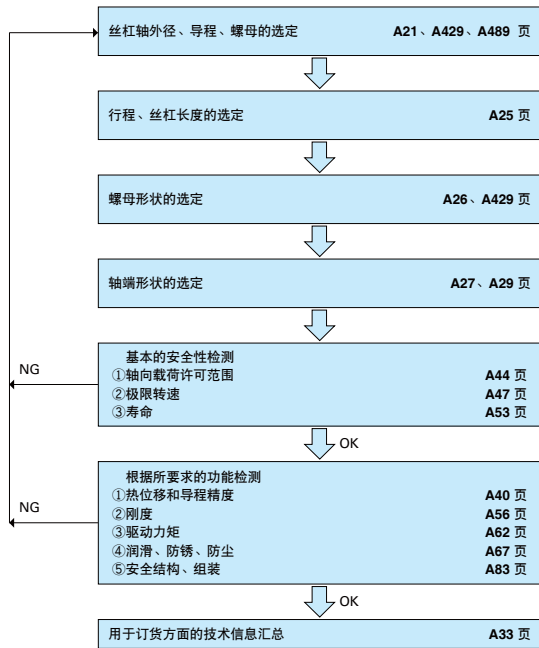 丝杠轴外径、导程、螺母的选定 A21、A429、A489 页
行程、丝杠长度的选定 A25 页
螺母形状的选定 A26、A429 页
轴端形状的选定 A27、A29 页
基本的安全性检测
NG ①轴向载荷许可范围 A44 页
②极限转速 A47 页
③寿命 A53 页
OK
根据所要求的功能检测
①热位移和导程精度 A40 页
NG ②刚度 A56 页
③驱动力矩 A62 页
④润滑、防锈、防尘 A67 页
⑤安全结构、组装 A83 页
OK
用于订货方面的技术信息汇总 A33 页